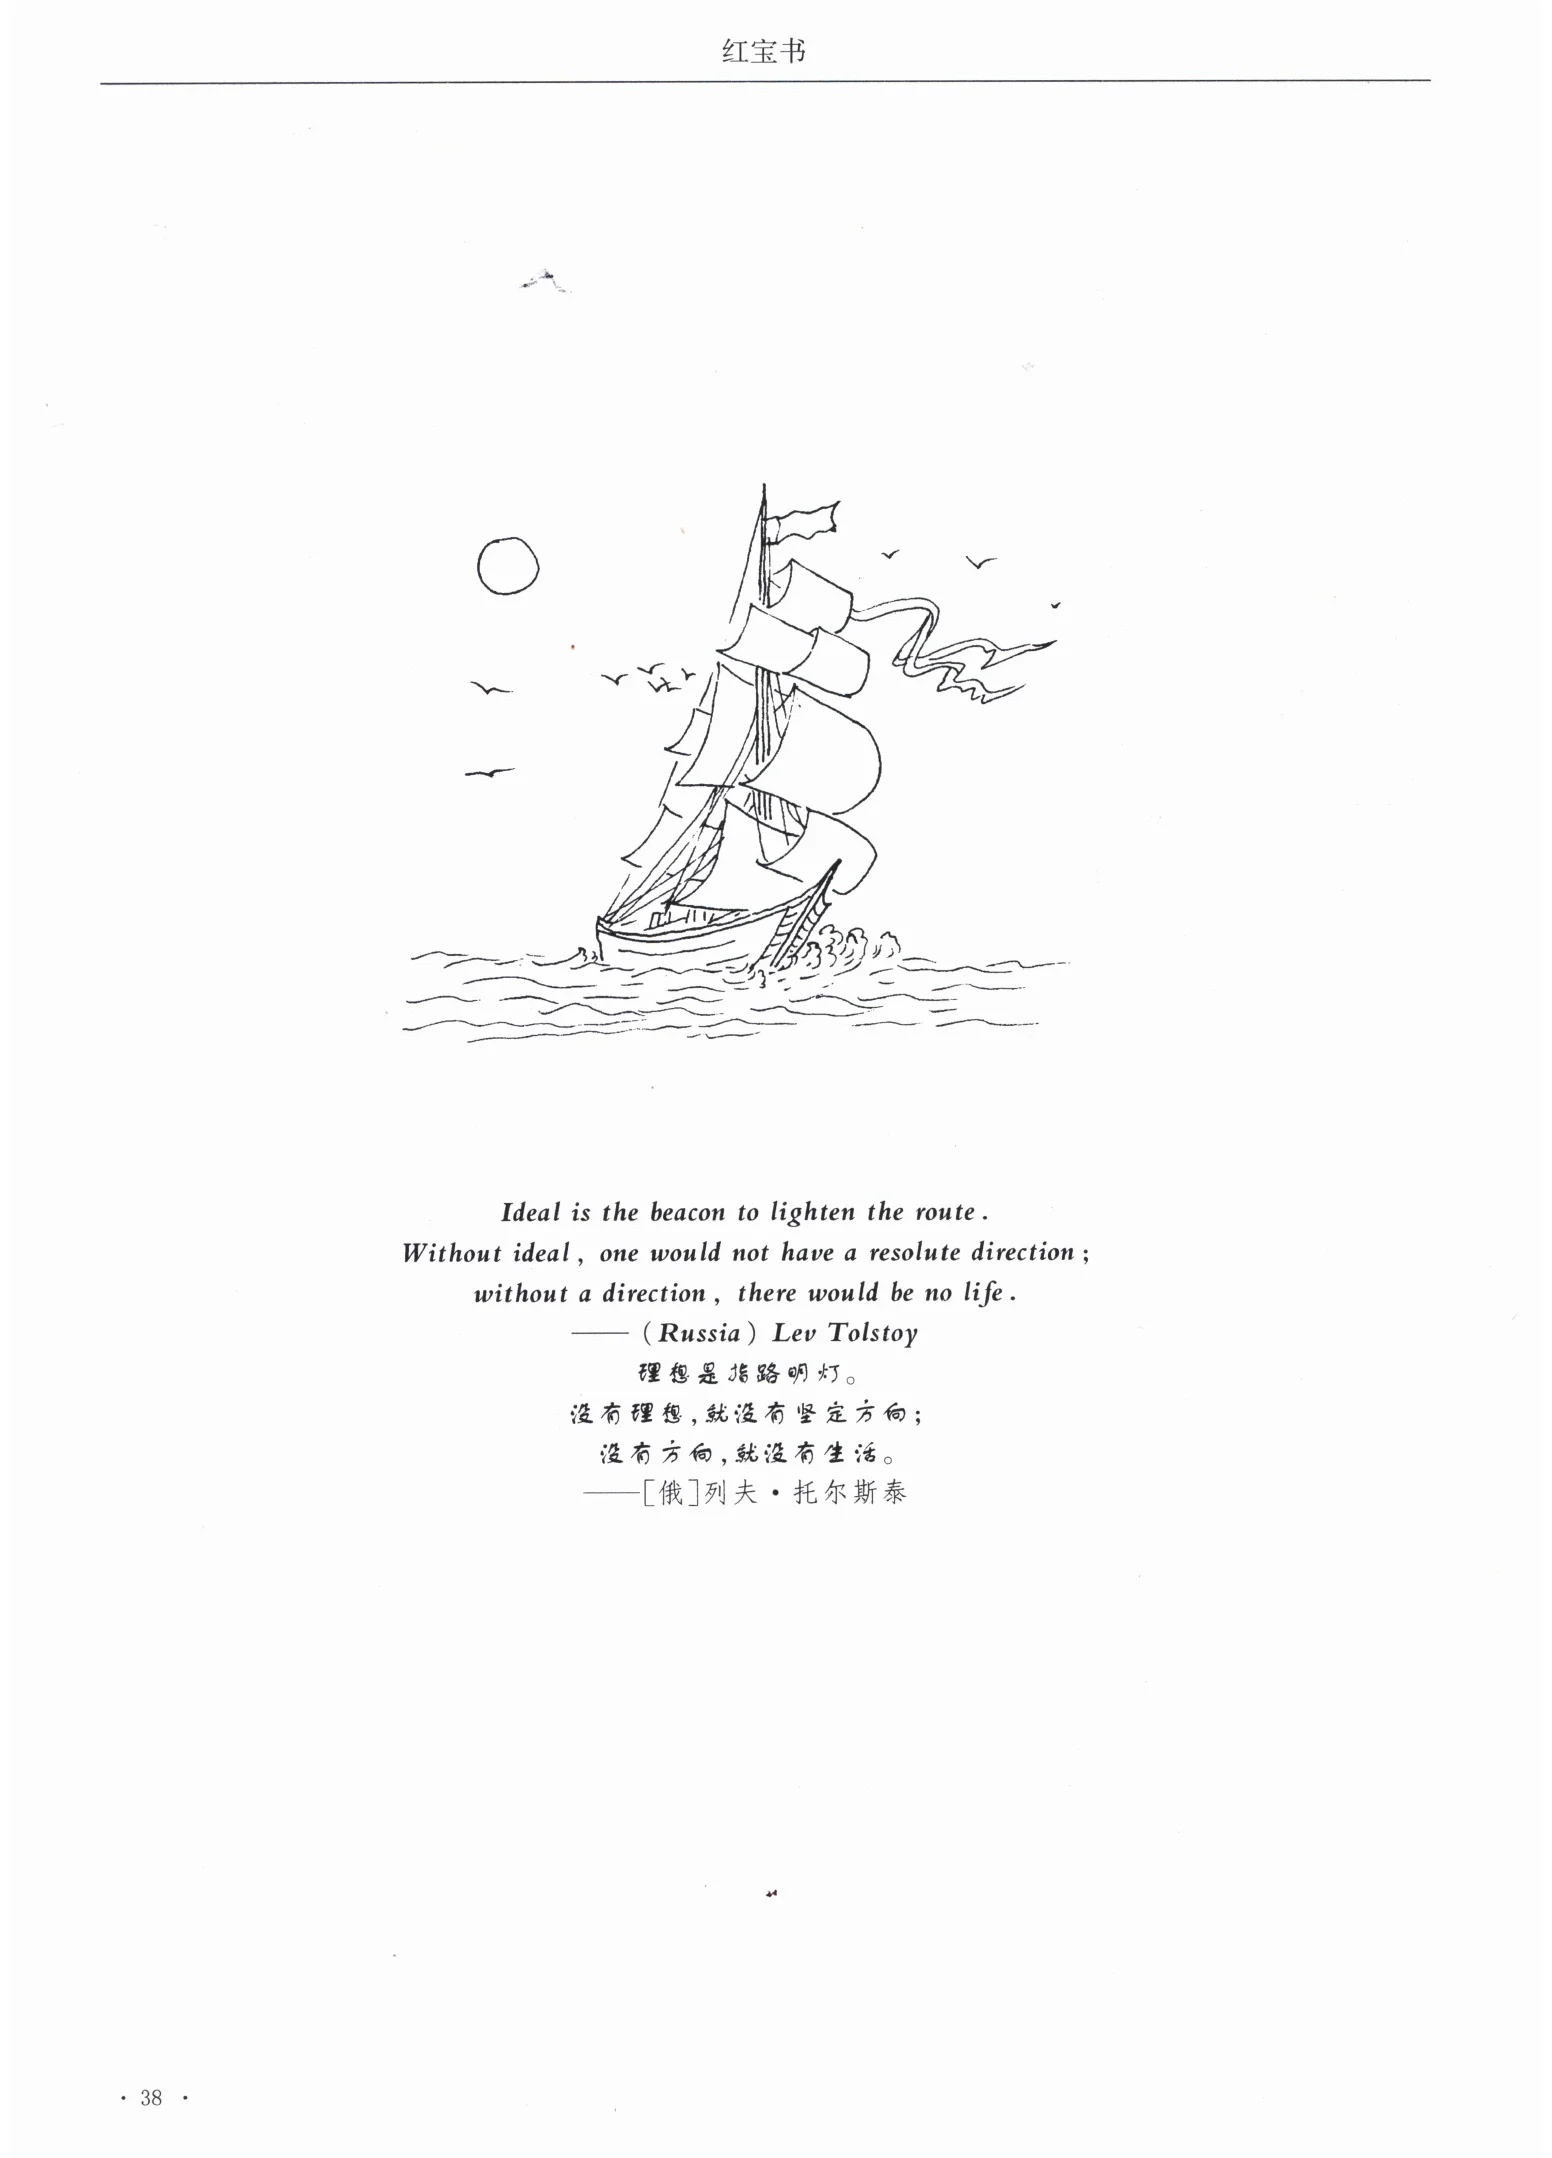 红宝书
Ideal is the beacon to lighten the route.
Without ideal, one would not have a resolute direction;
without a direction, there would be no life.
——(Russia) Lev Tolstoy
理想是指路明灯。
没有理想,就没有坚定方向;
没有方向,就没有生活。
——[俄]列夫·托尔斯泰
· 38 ·